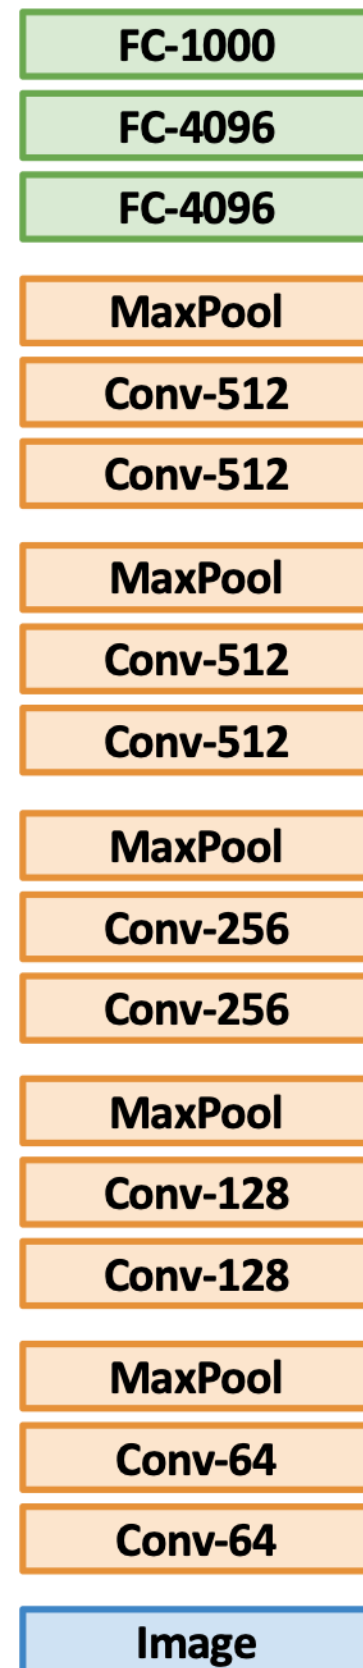 FC-1000
FC-4096
FC-4096
MaxPool
Conv-512
Conv-512
MaxPool
Conv-512
Conv-512
MaxPool
Conv-256
Conv-256
MaxPool
Conv-128
Conv-128
MaxPool
Conv-64
Conv-64
Image